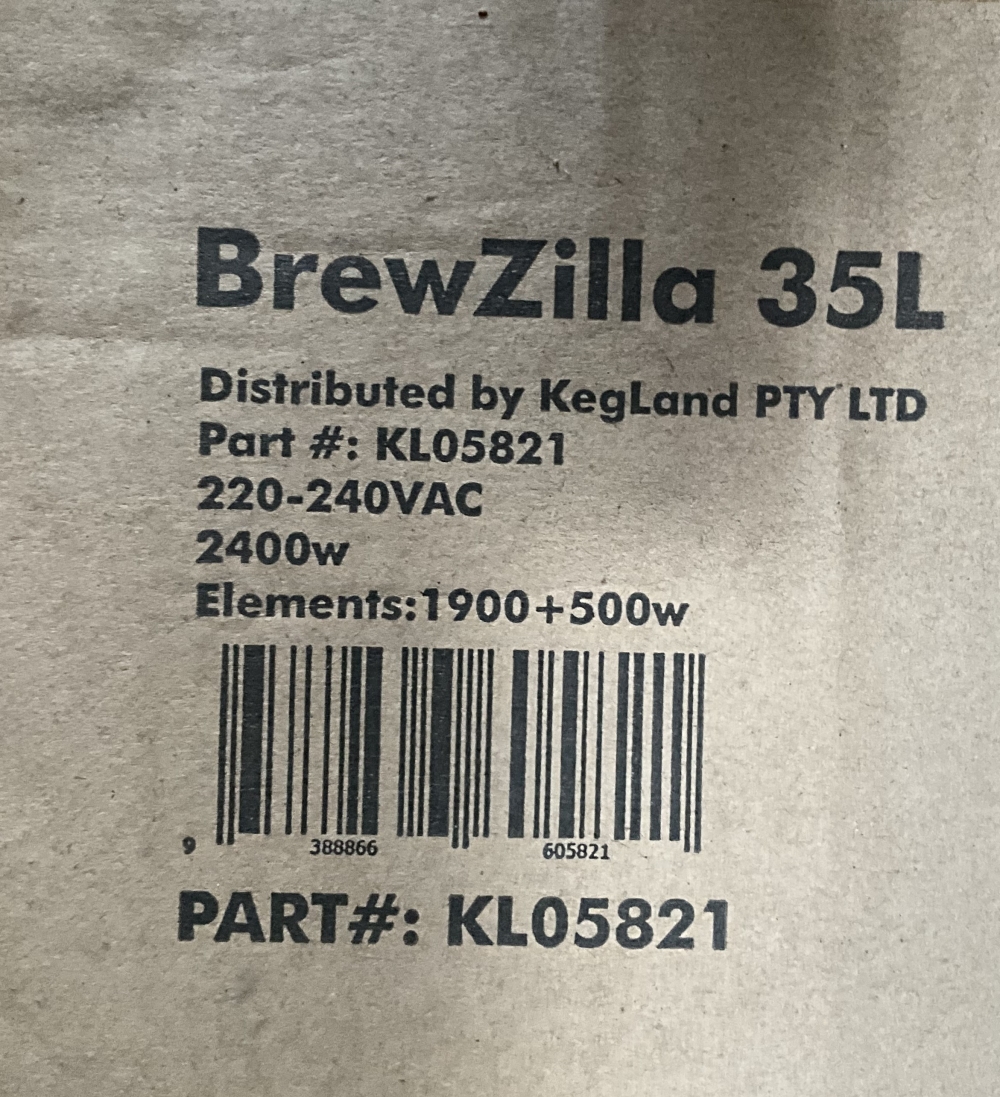 BrewZilla 35L
Distributed by KegLand PTY LTD
Part #: KL05821
220-240VAC
2400w
Elements:1900+500w
9 388866 605821
PART#: KL05821